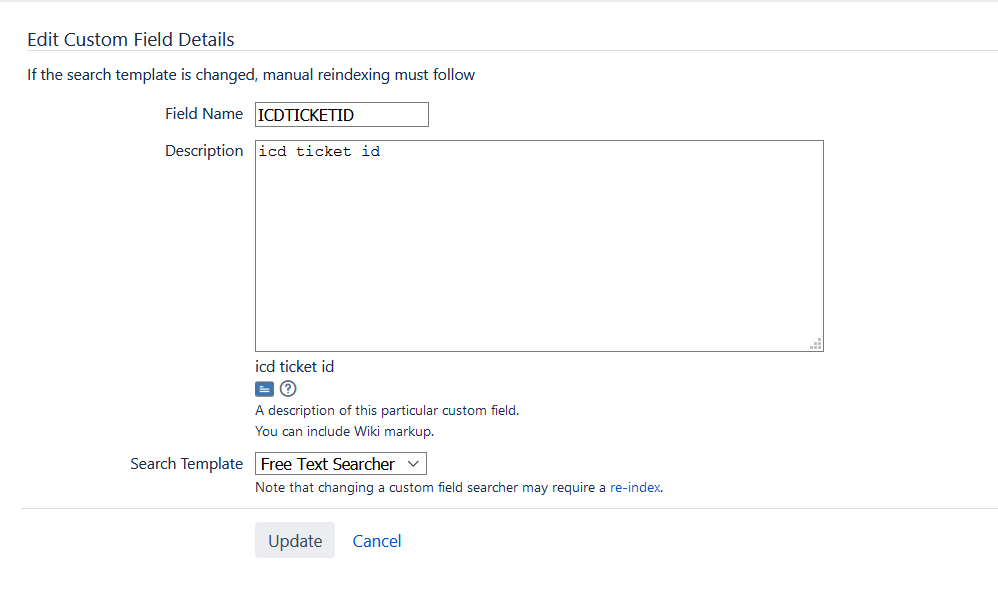 Edit Custom Field Details
If the search template is changed, manual reindexing must follow
Field Name ICDTICKETID
Description icd ticket id
icd ticket id
A description of this particular custom field.
You can include Wiki markup.
Search Template Free Text Searcher
Note that changing a custom field searcher may require a re-index.
Update Cancel